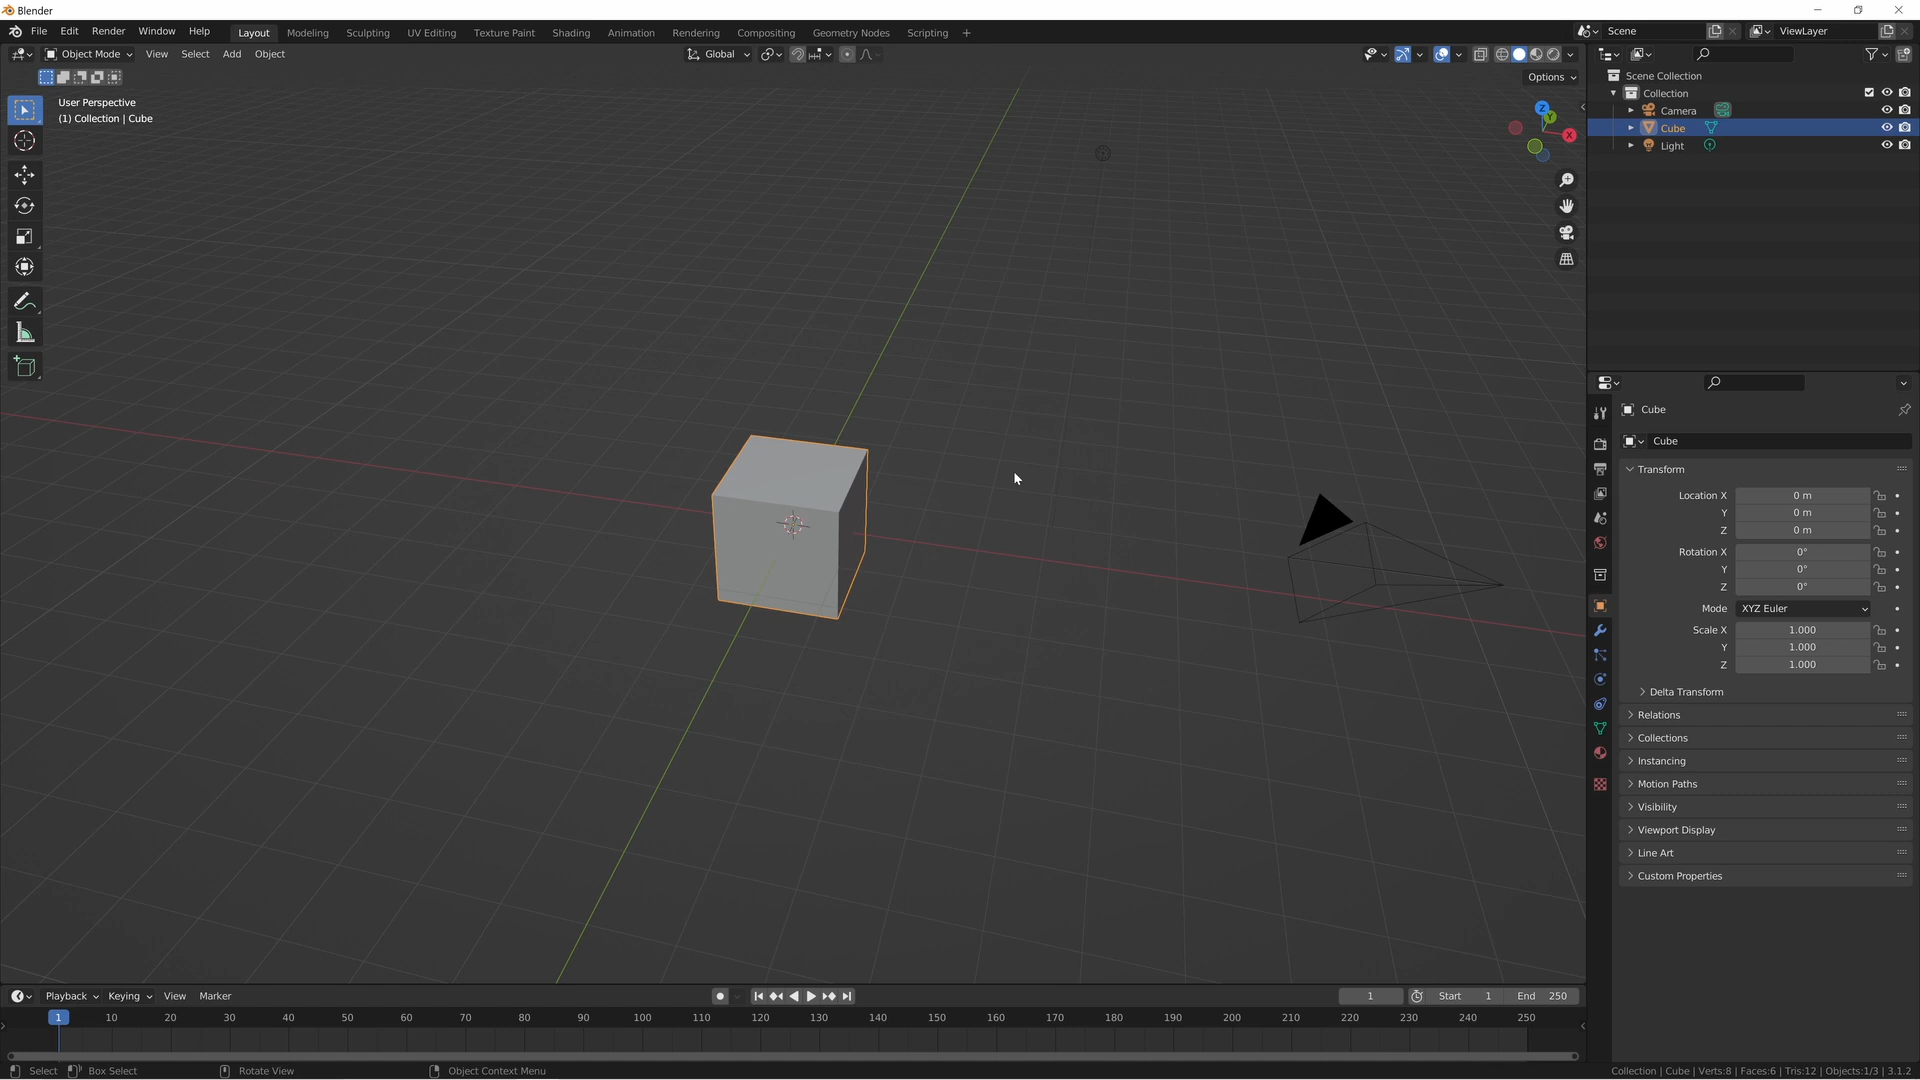 Blender
File Edit Render Window Help Layout Modeling Sculpting UV Editing Texture Paint Shading Animation Rendering Compositing Geometry Nodes Scripting + Scene ViewLayer
Object Mode View Select Add Object Global
Options
User Perspective
(1) Collection | Cube
Z
Y
X
Scene Collection
Collection
Camera
Cube
Light
Cube
Cube
Transform
Location X 0 m
Y 0 m
Z 0 m
Rotation X 0°
Y 0°
Z 0°
Mode XYZ Euler
Scale X 1.000
Y 1.000
Z 1.000
Delta Transform
Relations
Collections
Instancing
Motion Paths
Visibility
Viewport Display
Line Art
Custom Properties
Playback Keying View Marker 1 Start 1 End 250
1 10 20 30 40 50 60 70 80 90 100 110 120 130 140 150 160 170 180 190 200 210 220 230 240 250
Select Box Select Rotate View Object Context Menu Collection | Cube | Verts:8 | Faces:6 | Tris:12 | Objects:1/3 | 3.1.2